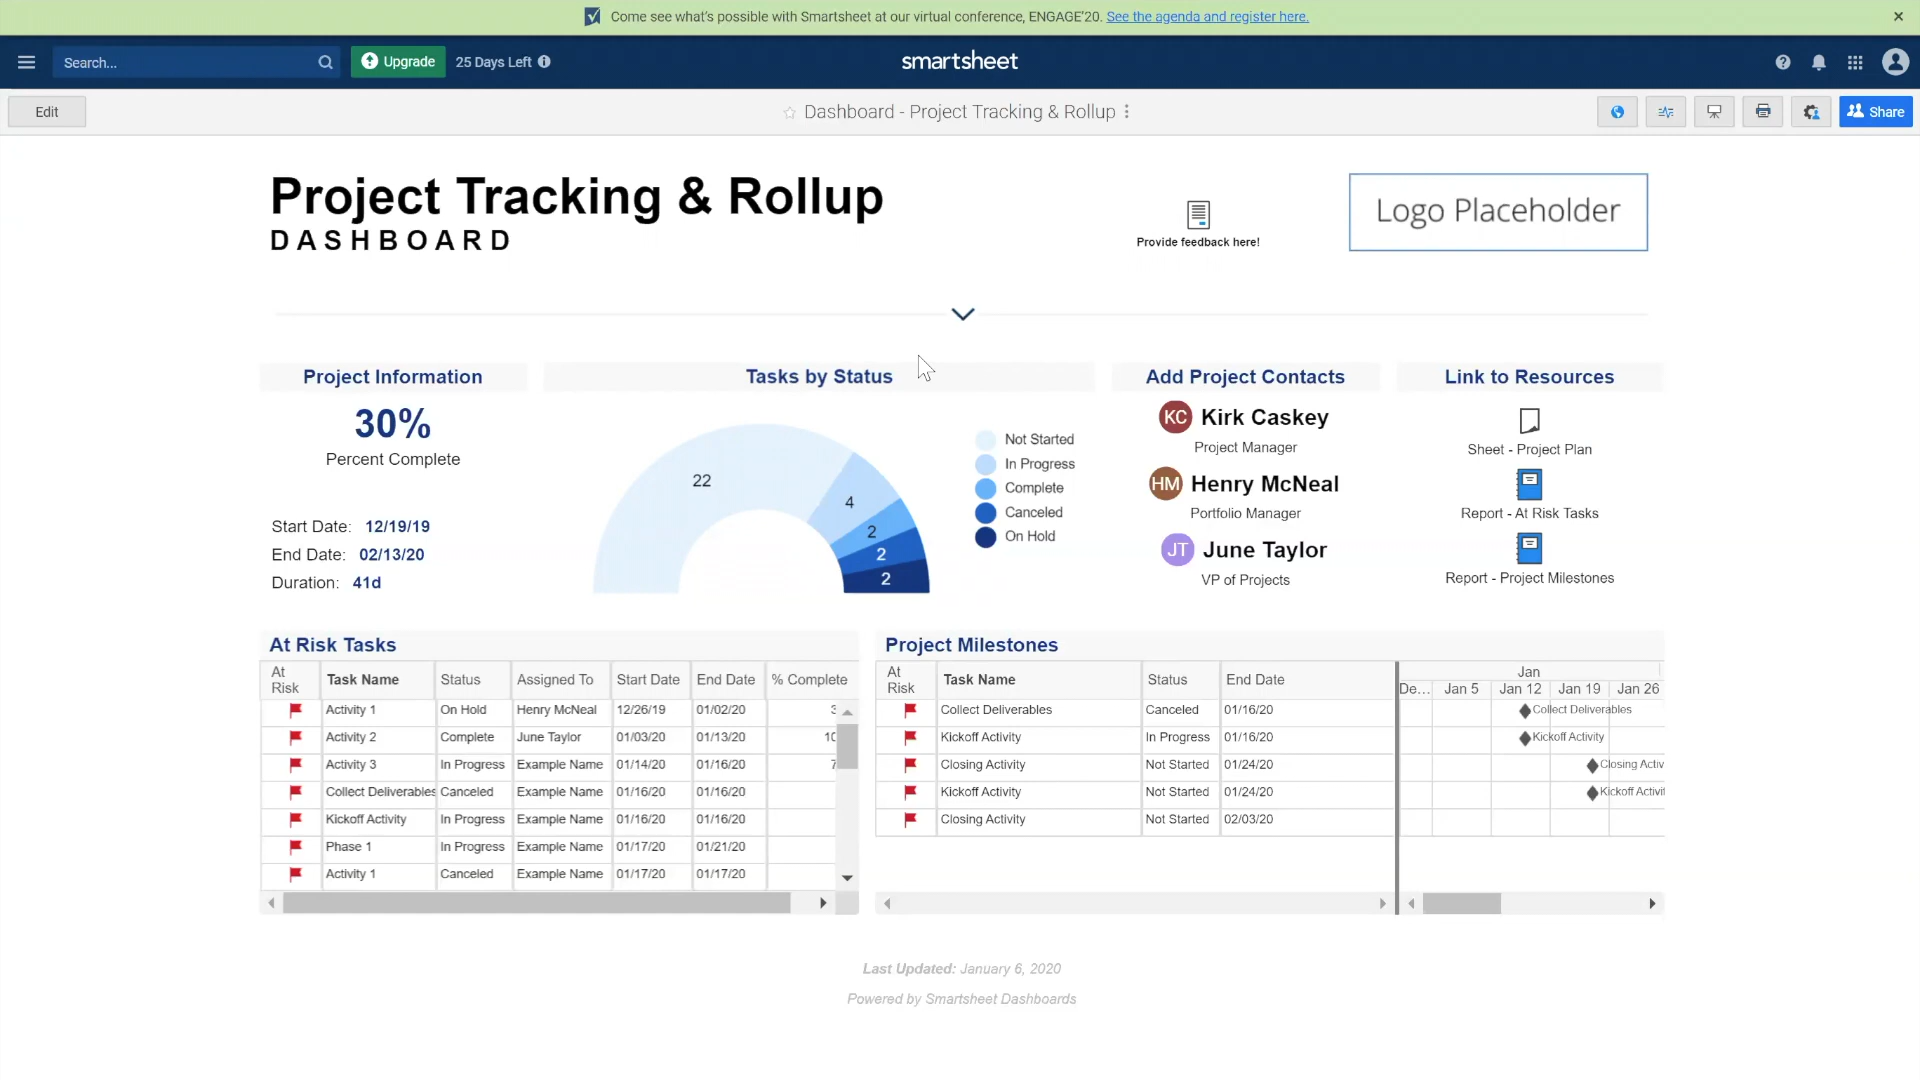 Come see what's possible with Smartsheet at our virtual conference, ENGAGE'20. See the agenda and register here.
Search...
Upgrade
25 Days Left
smartsheet
Edit
Dashboard - Project Tracking & Rollup
Share
Project Tracking & Rollup
DASHBOARD
Provide feedback here!
Logo Placeholder
Project Information
30%
Percent Complete
Start Date: 12/19/19
End Date: 02/13/20
Duration: 41d
Tasks by Status
22
4
2
2
2
Not Started
In Progress
Complete
Canceled
On Hold
Add Project Contacts
KC Kirk Caskey
Project Manager
HM Henry McNeal
Portfolio Manager
JT June Taylor
VP of Projects
Link to Resources
Sheet - Project Plan
Report - At Risk Tasks
Report - Project Milestones
At Risk Tasks
At Risk Task Name Status Assigned To Start Date End Date % Complete
Activity 1 On Hold Henry McNeal 12/26/19 01/02/20 3
Activity 2 Complete June Taylor 01/03/20 01/13/20 10
Activity 3 In Progress Example Name 01/14/20 01/16/20 7
Collect Deliverables Canceled Example Name 01/16/20 01/16/20
Kickoff Activity In Progress Example Name 01/16/20 01/16/20
Phase 1 In Progress Example Name 01/17/20 01/21/20
Activity 1 Canceled Example Name 01/17/20 01/17/20
Project Milestones
At Risk Task Name Status End Date
Jan
De... Jan 5 Jan 12 Jan 19 Jan 26
Collect Deliverables Canceled 01/16/20 Collect Deliverables
Kickoff Activity In Progress 01/16/20 Kickoff Activity
Closing Activity Not Started 01/24/20 Closing Activ
Kickoff Activity Not Started 01/24/20 Kickoff Activit
Closing Activity Not Started 02/03/20
Last Updated: January 6, 2020
Powered by Smartsheet Dashboards